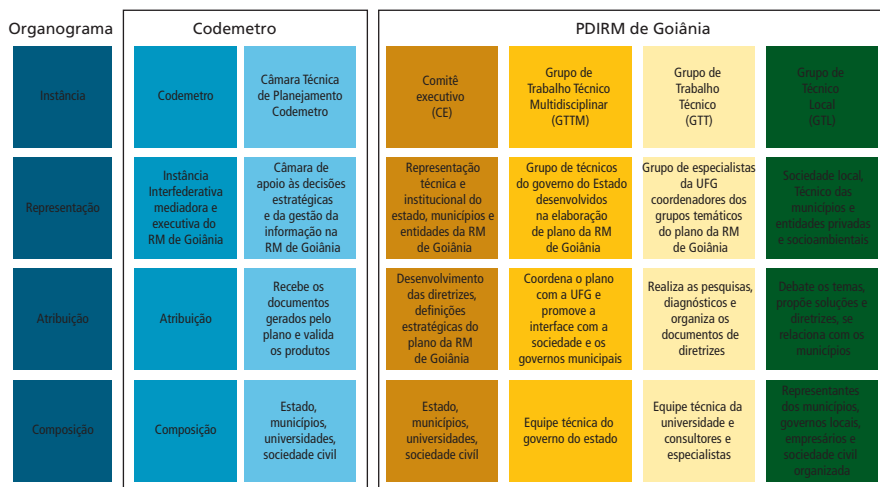 Organograma
Codemetro
PDIRM de Goiânia
Instância
Codemetro
Câmara Técnica
de Planejamento
Codemetro
Comitê
executivo
(CE)
Grupo de
Trabalho Técnico
Multidisciplinar
(GTTM)
Grupo de
Trabalho
Técnico
(GTT)
Grupo de
Técnico
Local
(GTL)
Representação
Instância
Interfederativa
mediadora e
executiva do
RM de Goiânia
Câmara de
apoio às decisões
estratégicas
e da gestão da
informação na
RM de Goiânia
Representação
técnica e
institucional do
estado, municípios e
entidades da RM
de Goiânia
Grupo de técnicos
do governo do Estado
desenvolvidos
na elaboração
de plano da RM
de Goiânia
Grupo de especialistas
da UFG
coordenadores dos
grupos temáticos
do plano da RM
de Goiânia
Sociedade local,
Técnico das
municípios e
entidades privadas
e socioambientais
Atribuição
Atribuição
Recebe os
documentos
gerados pelo
plano e valida
os produtos
Desenvolvimento
das diretrizes,
definições
estratégicas do
plano da RM
de Goiânia
Coordena o plano
com a UFG e
promove a
interface com a
sociedade e os
governos municipais
Realiza as pesquisas,
diagnósticos e
organiza os
documentos de
diretrizes
Debate os temas,
propõe soluções e
diretrizes, se
relaciona com os
municípios
Composição
Composição
Estado,
municípios,
universidades,
sociedade civil
Estado,
municípios,
universidades,
sociedade civil
Equipe técnica do
governo do estado
Equipe técnica da
universidade e
consultores e
especialistas
Representantes
dos municípios,
governos locais,
empresários e
sociedade civil
organizada